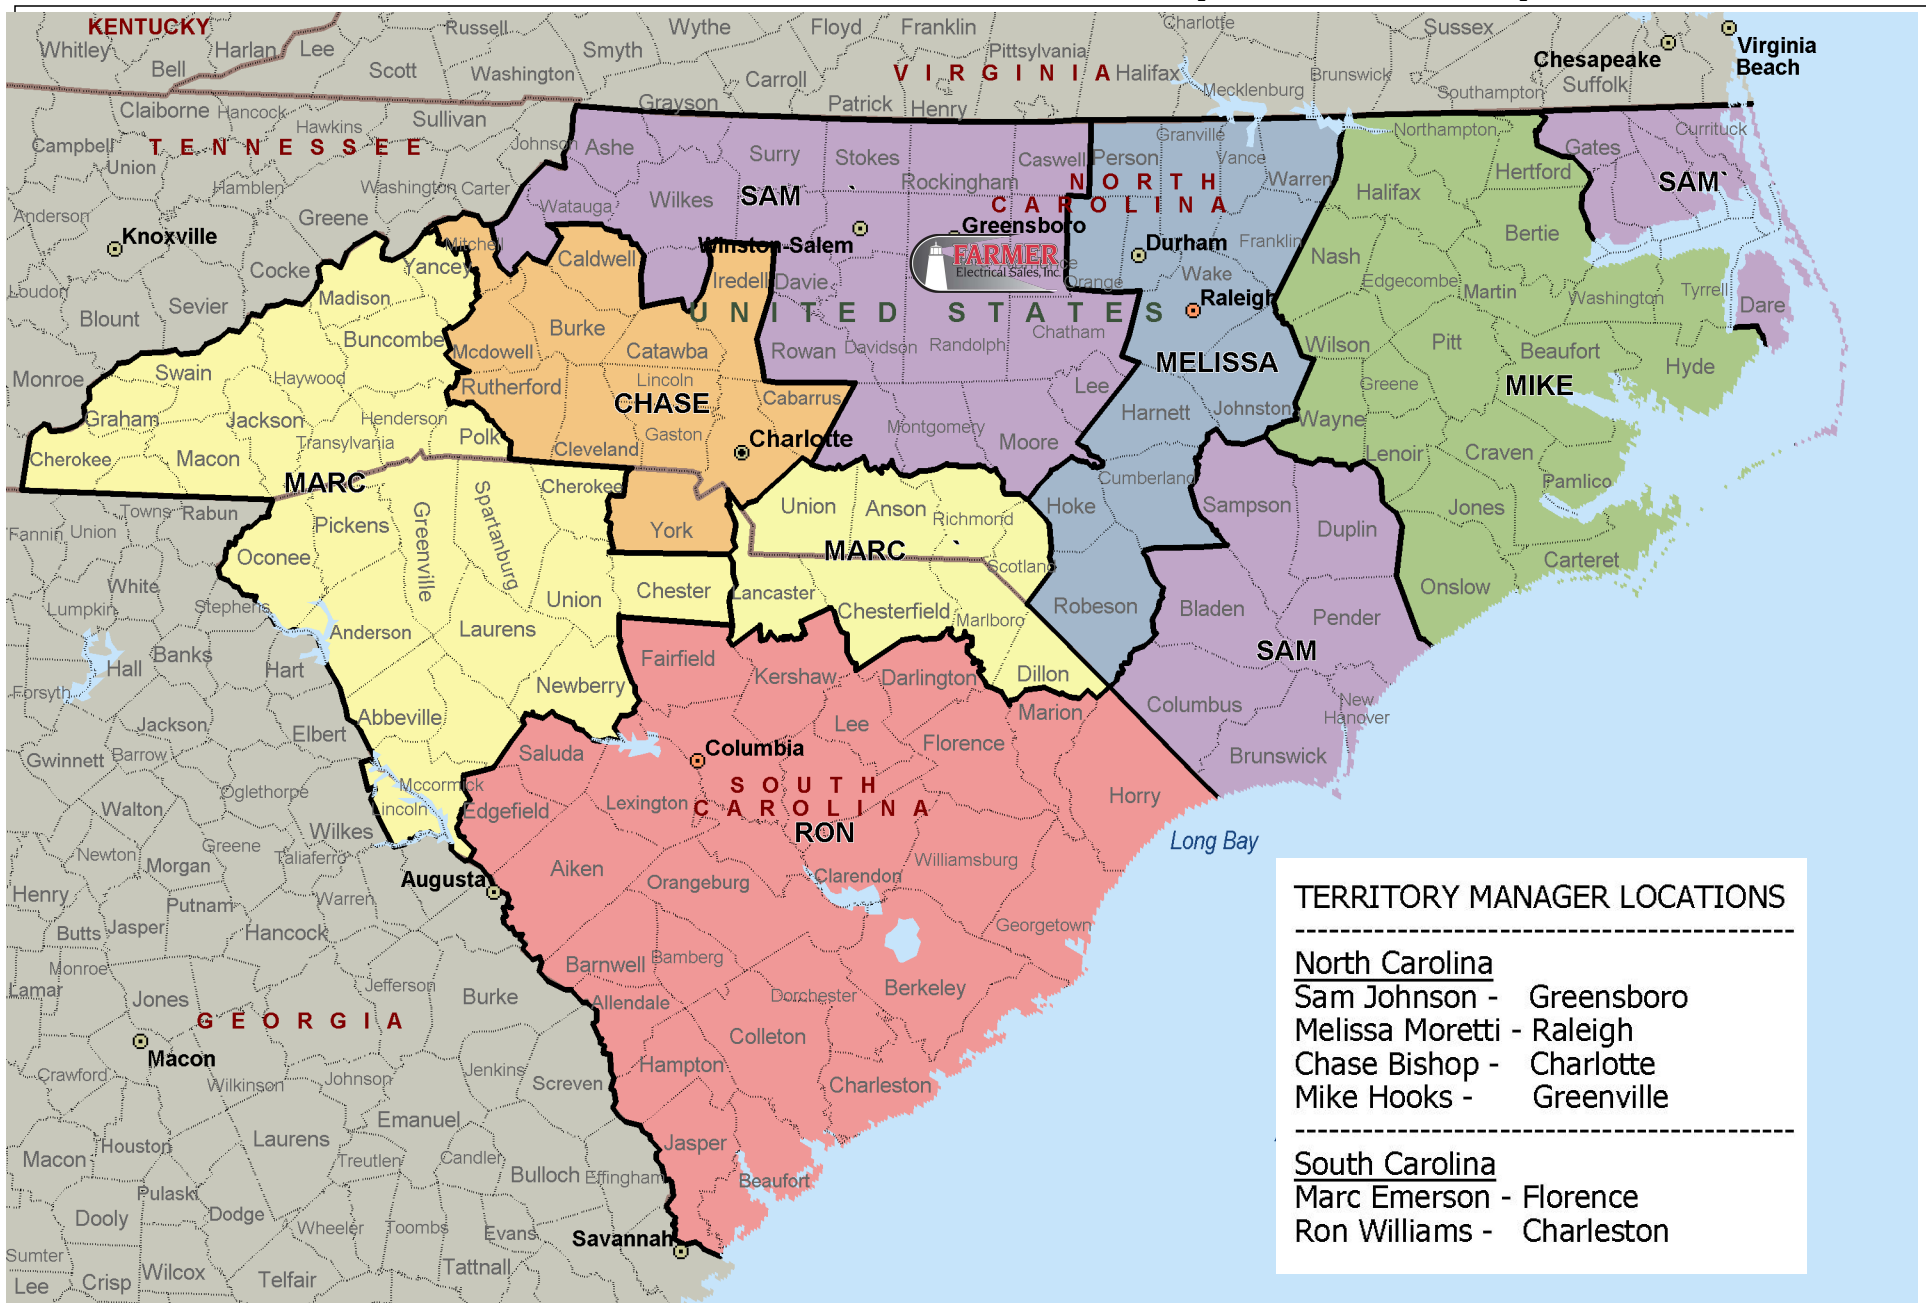 KENTUCKY
Whitley
Harlan
Lee
Bell
Russell
Scott
Washington
Smyth
Wythe
Floyd
Franklin
Carroll
Pittsylvania
VIRGINIA
Halifax
Charlotte
Mecklenburg
Brunswick
Sussex
Southampton
Suffolk
Chesapeake
Virginia
Beach
Grayson
Patrick
Henry
Claiborne
Hancock
Hawkins
Sullivan
Campbell
Union
TENNESSEE
Johnson
Hamblen
Washington
Carter
Anderson
Knoxville
Greene
Cocke
Loudon
Blount
Sevier
Monroe
Ashe
Surry
Stokes
Caswell
Rockingham
Wilkes
Watauga
SAM
NORTH
CAROLINA
Person
Granville
Vance
Warren
Northampton
Hertford
Halifax
Gates
Currituck
SAM
Winston-Salem
Greensboro
FARMER
Electrical Sales, Inc.
Orange
Durham
Franklin
Wake
Raleigh
Nash
Bertie
Edgecombe
Martin
Washington
Tyrrell
Dare
Mitchell
Yancey
Madison
Buncombe
Caldwell
Iredell
Davie
UNITED STATES
Burke
Catawba
Mcdowell
Rutherford
Lincoln
CHASE
Cabarrus
Rowan
Davidson
Randolph
Chatham
Lee
MELISSA
Harnett
Johnston
Wilson
Pitt
Beaufort
Hyde
Greene
MIKE
Wayne
Lenoir
Craven
Pamlico
Jones
Carteret
Onslow
Swain
Haywood
Graham
Jackson
Henderson
Transylvania
Polk
Cherokee
Macon
MARC
Cleveland
Gaston
Charlotte
Montgomery
Moore
Cumberland
Hoke
Sampson
Duplin
Towns
Rabun
Fannin
Union
Oconee
Pickens
Greenville
Spartanburg
Cherokee
York
Union
Anson
Richmond
MARC
Scotland
Robeson
Bladen
Pender
SAM
Columbus
New
Hanover
Brunswick
White
Lumpkin
Stephens
Hall
Banks
Hart
Forsyth
Jackson
Elbert
Gwinnett
Barrow
Oglethorpe
Walton
Wilkes
Lincoln
Anderson
Laurens
Union
Chester
Lancaster
Chesterfield
Marlboro
Dillon
Newberry
Abbeville
Mccormick
Fairfield
Kershaw
Darlington
Marion
Lee
Florence
Saluda
Columbia
SOUTH
CAROLINA
RON
Horry
Edgefield
Lexington
Aiken
Orangeburg
Clarendon
Williamsburg
Georgetown
Long Bay
Newton
Morgan
Greene
Taliaferro
Augusta
Henry
Putnam
Warren
Butts
Jasper
Hancock
Monroe
Lamar
Jones
Jefferson
Burke
GEORGIA
Macon
Barnwell
Bamberg
Allendale
Dorchester
Berkeley
Colleton
Hampton
Charleston
Jasper
Beaufort
Crawford
Wilkinson
Johnson
Jenkins
Screven
Emanuel
Houston
Laurens
Macon
Treutlen
Candler
Bulloch
Effingham
Pulaski
Dooly
Dodge
Wheeler
Toombs
Evans
Savannah
Sumter
Lee
Crisp
Wilcox
Telfair
Tattnall
TERRITORY MANAGER LOCATIONS
North Carolina
Sam Johnson - Greensboro
Melissa Moretti - Raleigh
Chase Bishop - Charlotte
Mike Hooks - Greenville
South Carolina
Marc Emerson - Florence
Ron Williams - Charleston